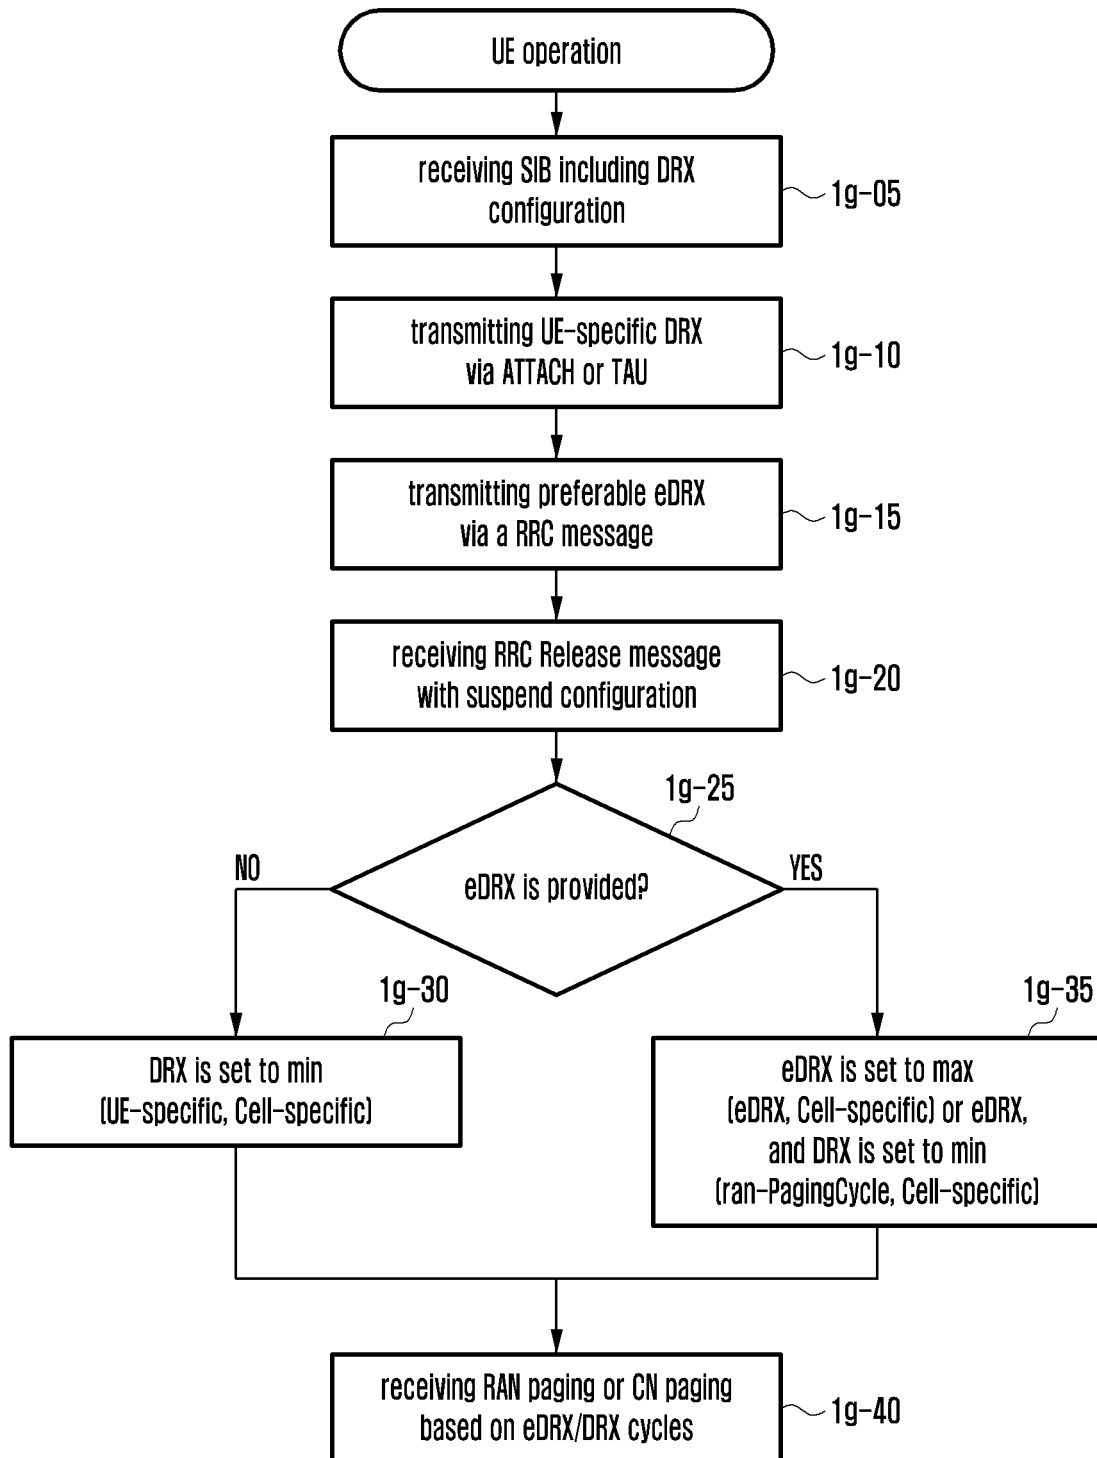 UE operation
receiving SIB including DRX
configuration
1g-05
transmitting UE-specific DRX
via ATTACH or TAU
1g-10
transmitting preferable eDRX
via a RRC message
1g-15
receiving RRC Release message
with suspend configuration
1g-20
1g-25
eDRX is provided?
NO
YES
1g-30
DRX is set to min
(UE-specific, Cell-specific)
1g-35
eDRX is set to max
(eDRX, Cell-specific) or eDRX,
and DRX is set to min
(ran-PagingCycle, Cell-specific)
receiving RAN paging or CN paging
based on eDRX/DRX cycles
1g-40